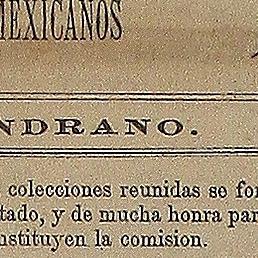 MEXICANOS
NDRANO.
colecciones reunidas se for
tado, y de mucha honra par
nstituyen la comision.